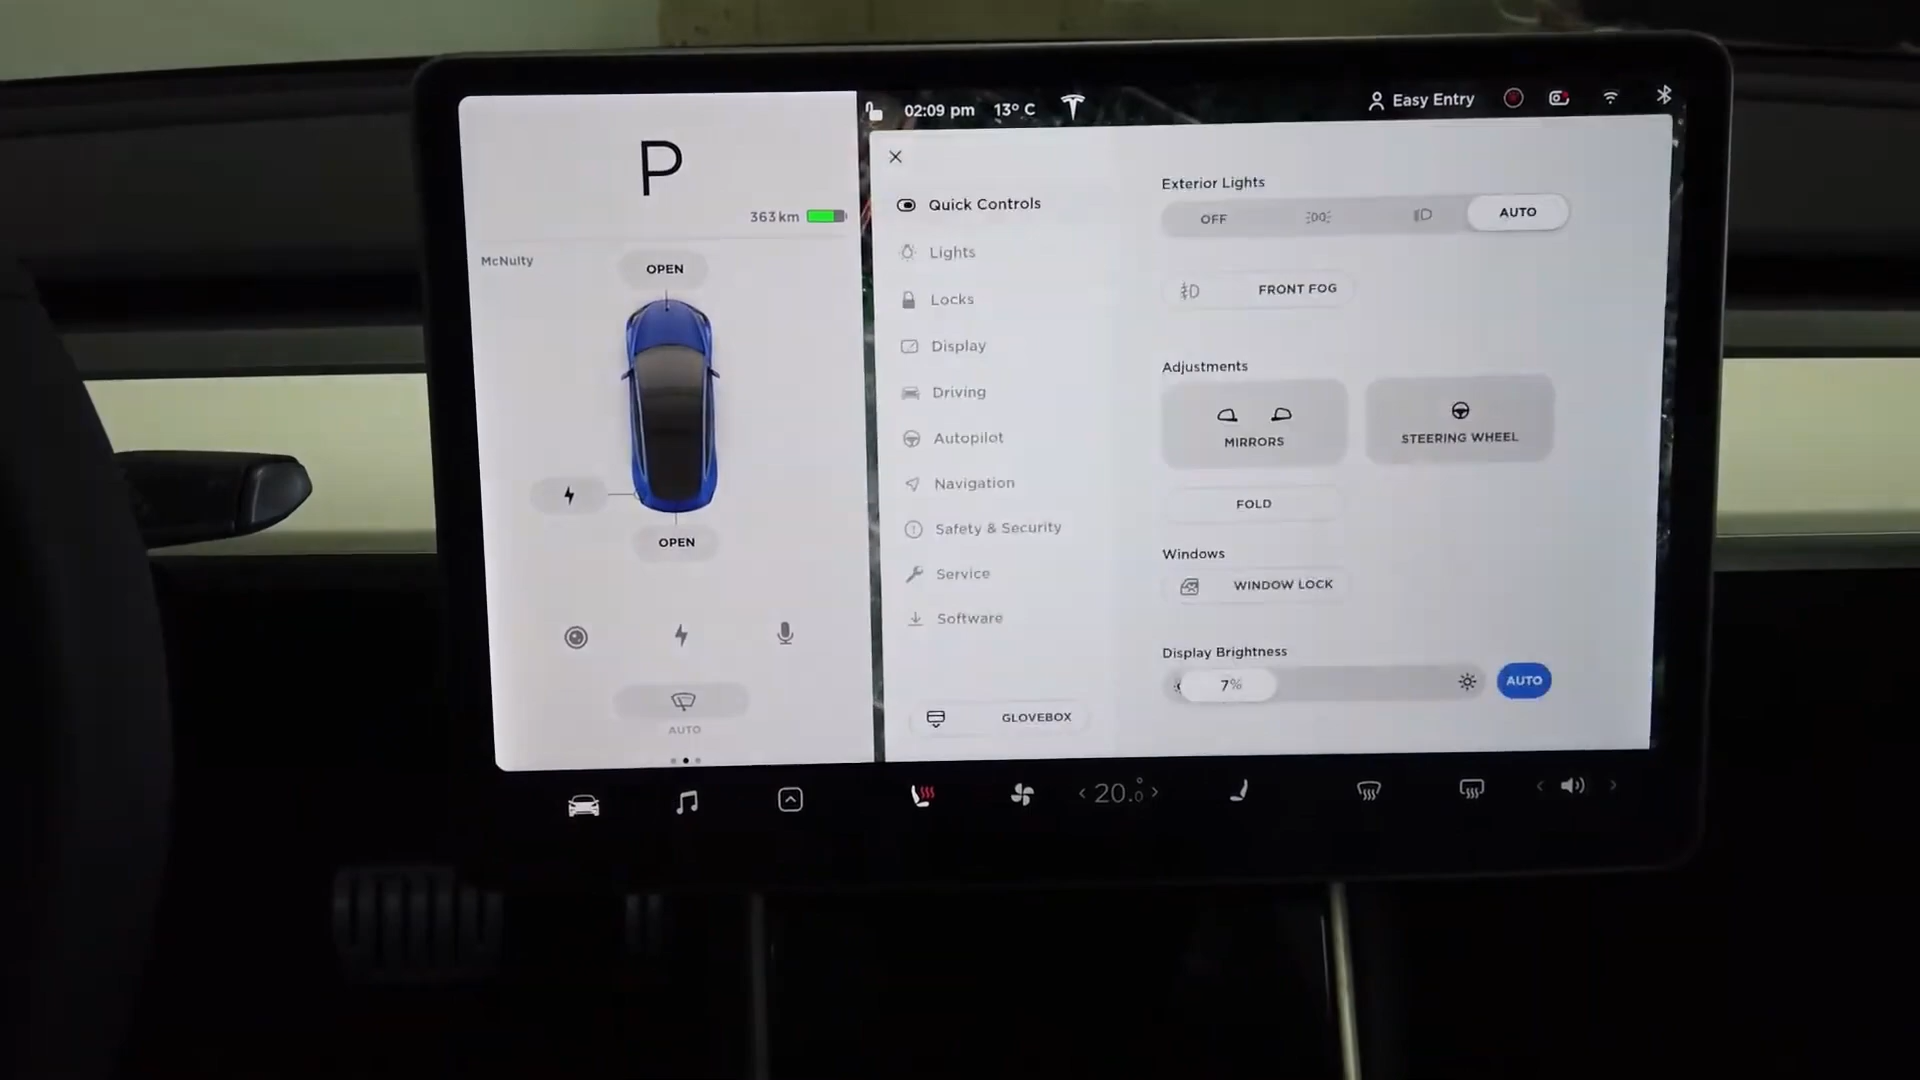 P
363 km
McNulty
OPEN
OPEN
AUTO
02:09 pm 13° C
Easy Entry
Quick Controls
Lights
Locks
Display
Driving
Autopilot
Navigation
Safety & Security
Service
Software
GLOVEBOX
Exterior Lights
OFF
AUTO
FRONT FOG
Adjustments
MIRRORS
STEERING WHEEL
FOLD
Windows
WINDOW LOCK
Display Brightness
7%
AUTO
20.0°